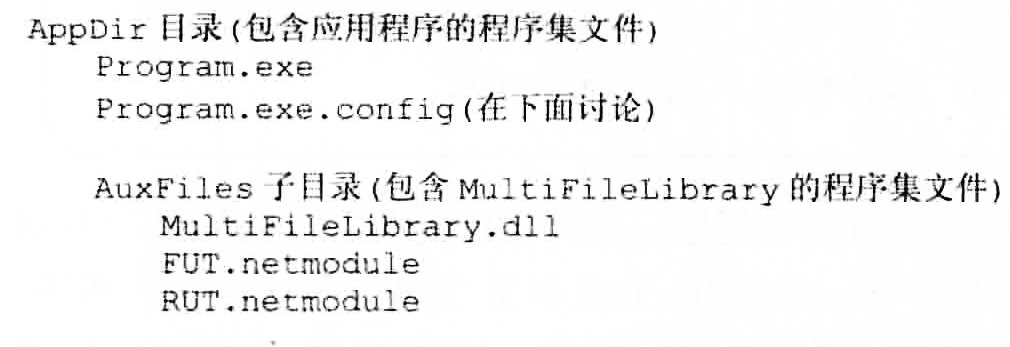 AppDir 目录(包含应用程序的程序集文件)
Program.exe
Program.exe.config(在下面讨论)
AuxFiles 子目录(包含 MultiFileLibrary 的程序集文件)
MultiFileLibrary.dll
FUT.netmodule
RUT.netmodule